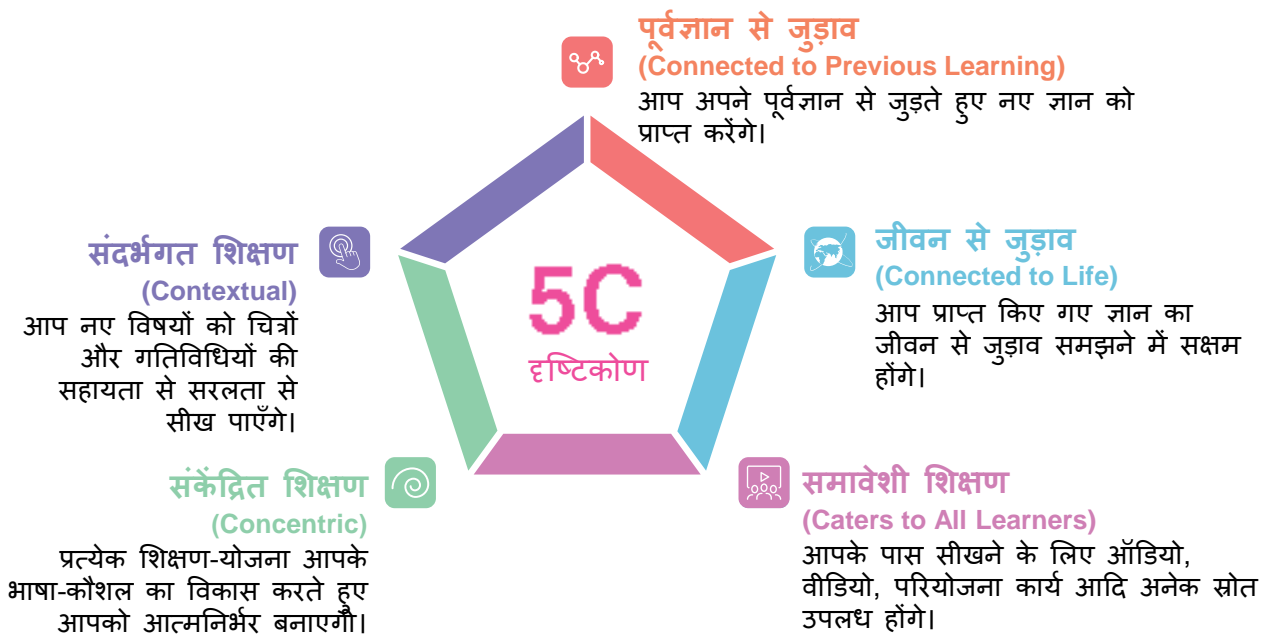 पूर्वज्ञान से जुड़ाव
(Connected to Previous Learning)
आप अपने पूर्वज्ञान से जुड़ते हुए नए ज्ञान को
प्राप्त करेंगे।
जीवन से जुड़ाव
(Connected to Life)
आप प्राप्त किए गए ज्ञान का
जीवन से जुड़ाव समझने में सक्षम
होंगे।
समावेशी शिक्षण
(Caters to All Learners)
आपके पास सीखने के लिए ऑडियो,
वीडियो, परियोजना कार्य आदि अनेक स्रोत
उपलध होंगे।
संकेंद्रित शिक्षण
(Concentric)
प्रत्येक शिक्षण-योजना आपके
भाषा-कौशल का विकास करते हुए
आपको आत्मनिर्भर बनाएगी।
संदर्भगत शिक्षण
(Contextual)
आप नए विषयों को चित्रों
और गतिविधियों की
सहायता से सरलता से
सीख पाएँगे।
5C
दृष्टिकोण